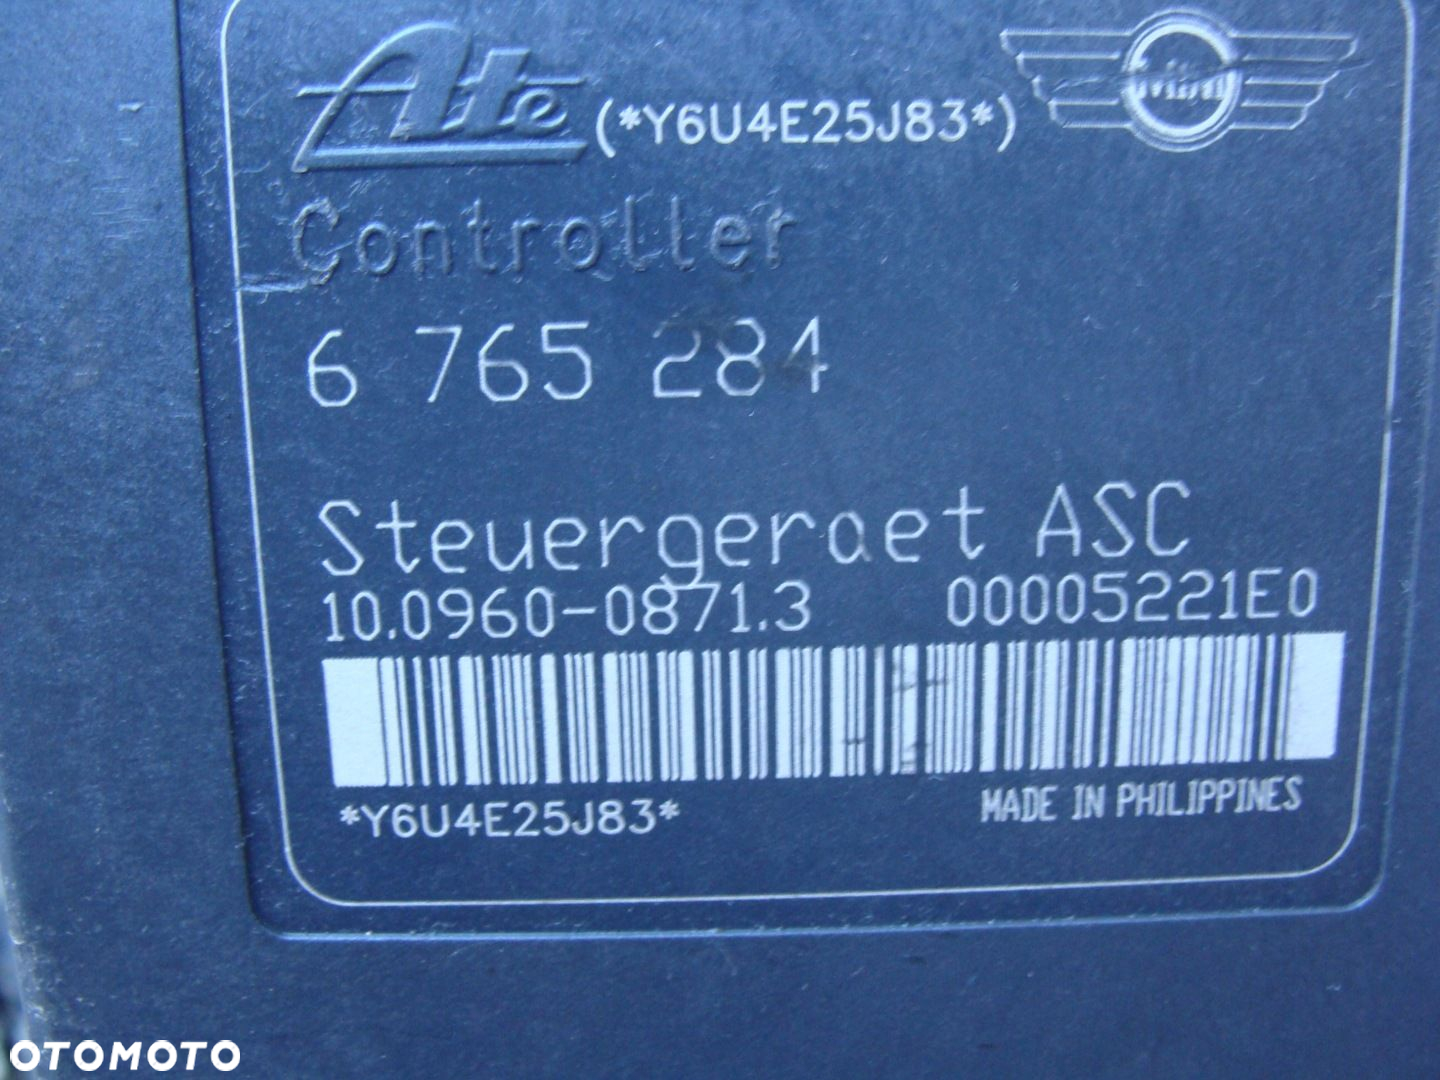 Ate (*Y6U4E25J83*)
Controller
6 765 284
Steuergeraet ASC
10.0960-0871.3 00005221E0
*Y6U4E25J83* MADE IN PHILIPPINES
OTOMOTO